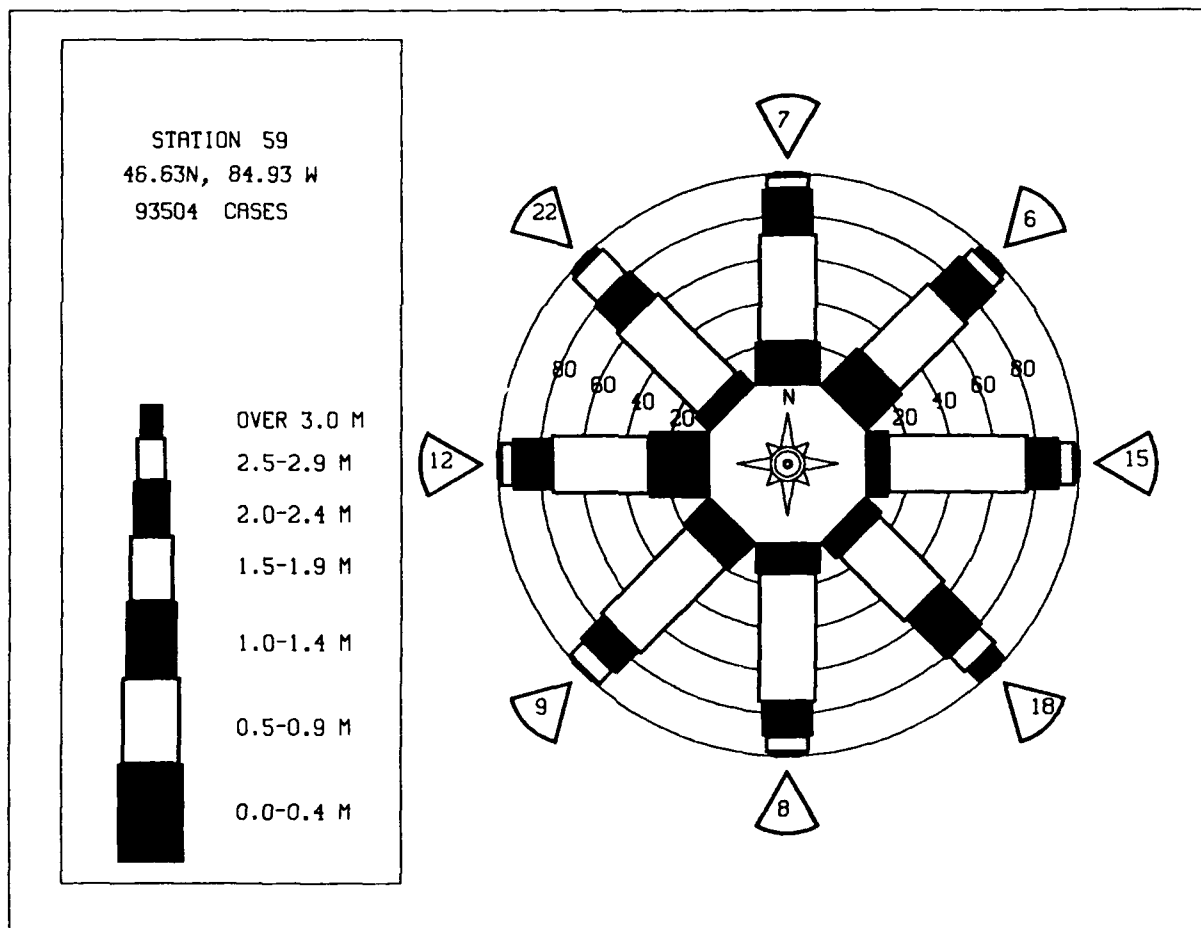 STATION 59
46.63N, 84.93 W
93504 CASES
OVER 3.0 M
2.5-2.9 M
2.0-2.4 M
1.5-1.9 M
1.0-1.4 M
0.5-0.9 M
0.0-0.4 M
7
22
6
80
60
40
20
N
20
40
60
80
12
15
9
18
8